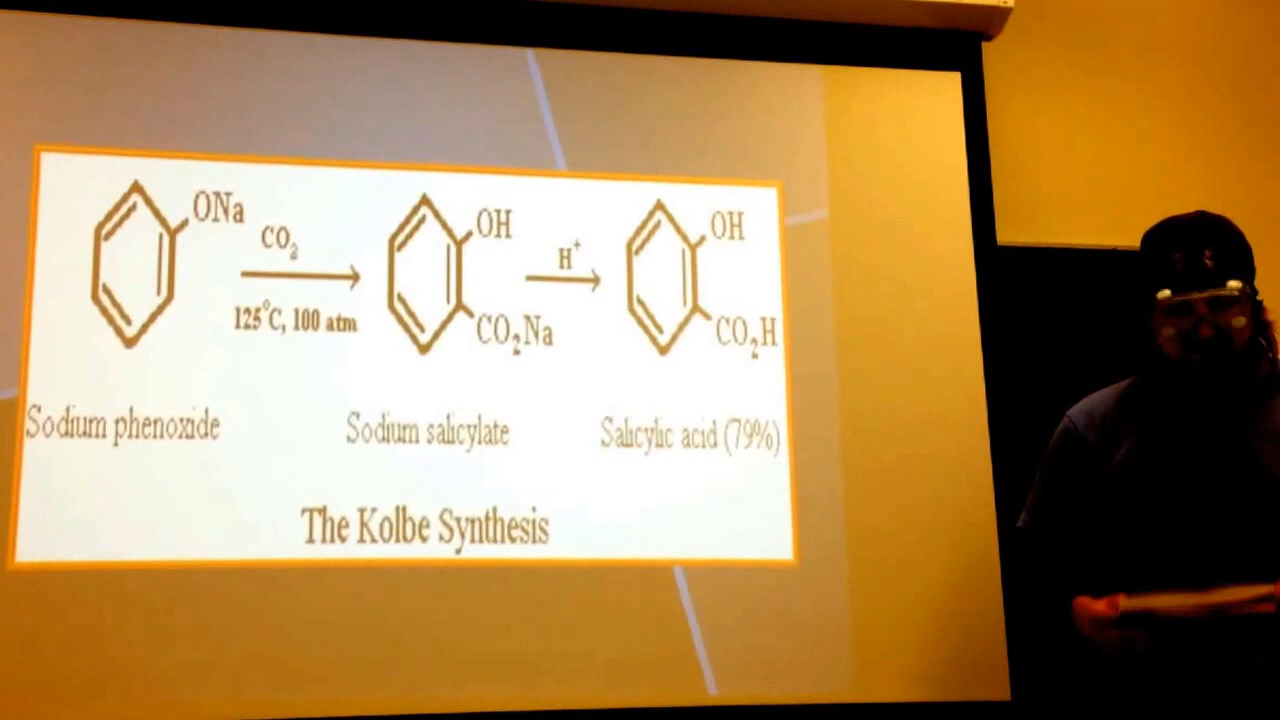 ONa
CO₂
125°C, 100 atm
OH
CO₂Na
H⁺
OH
CO₂H
Sodium phenoxide
Sodium salicylate
Salicylic acid (79%)
The Kolbe Synthesis